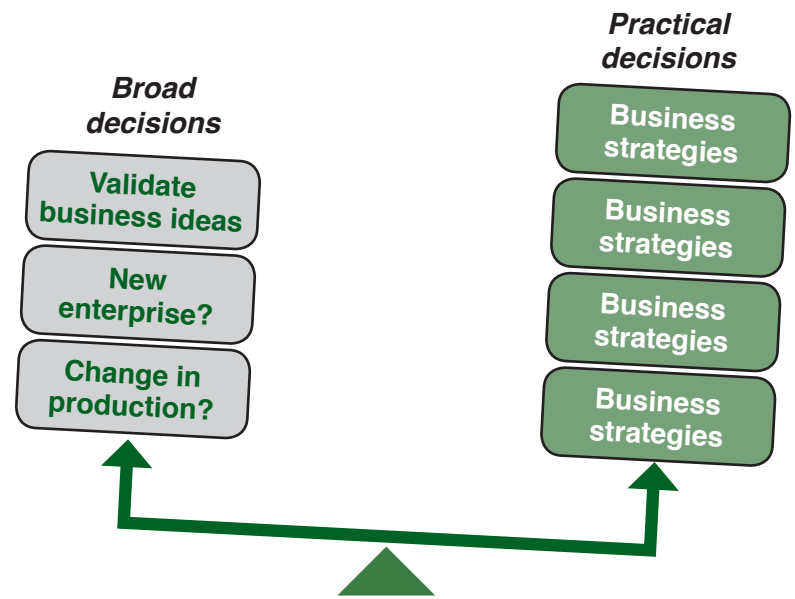 Broad
decisions
Validate
business ideas
New
enterprise?
Change in
production?
Practical
decisions
Business
strategies
Business
strategies
Business
strategies
Business
strategies